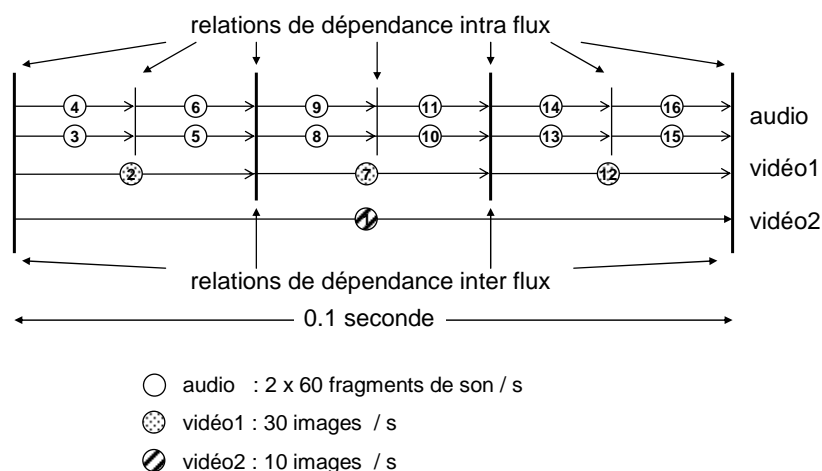 relations de dépendance intra flux
4 6 9 11 14 16
audio
3 5 8 10 13 15
2 7 12
vidéo1
1
vidéo2
relations de dépendance inter flux
0.1 seconde
audio : 2 x 60 fragments de son / s
vidéo1 : 30 images / s
vidéo2 : 10 images / s